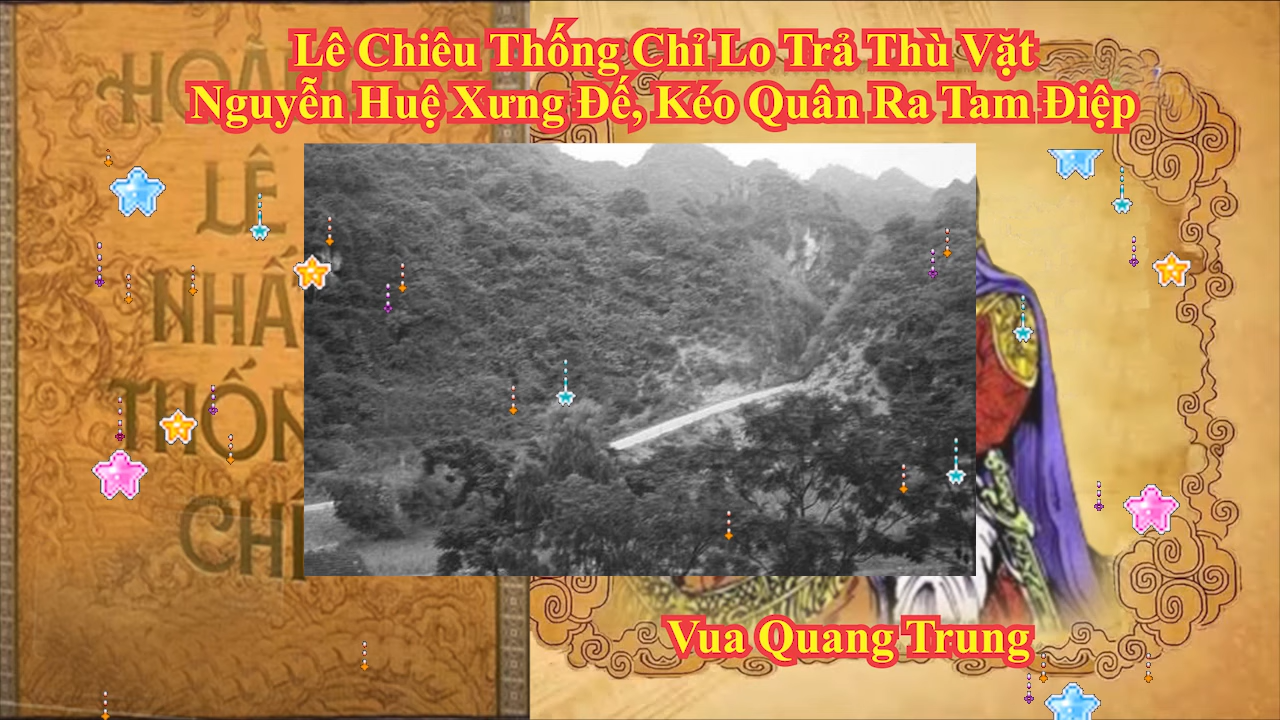 Lê Chiêu Thống Chỉ Lo Trả Thù Vặt
Nguyễn Huệ Xưng Đế, Kéo Quân Ra Tam Điệp
LÊ
Vua Quang Trung